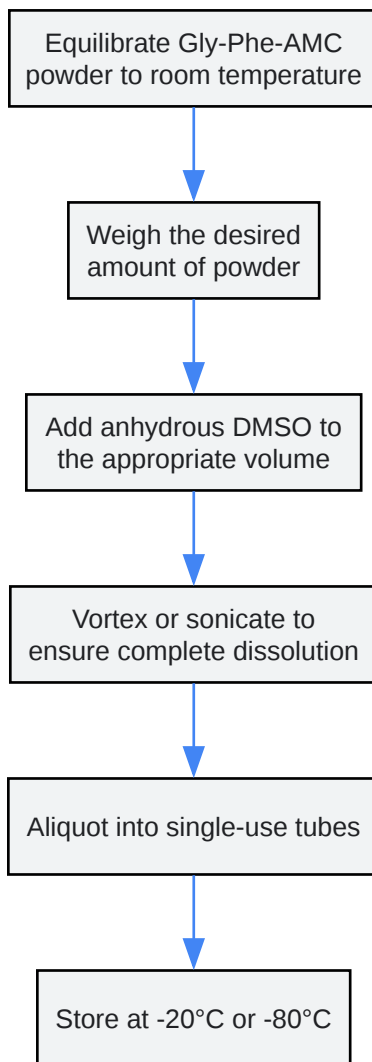 Equilibrate Gly-Phe-AMC
powder to room temperature
Weigh the desired
amount of powder
Add anhydrous DMSO to
the appropriate volume
Vortex or sonicate to
ensure complete dissolution
Aliquot into single-use tubes
Store at -20°C or -80°C